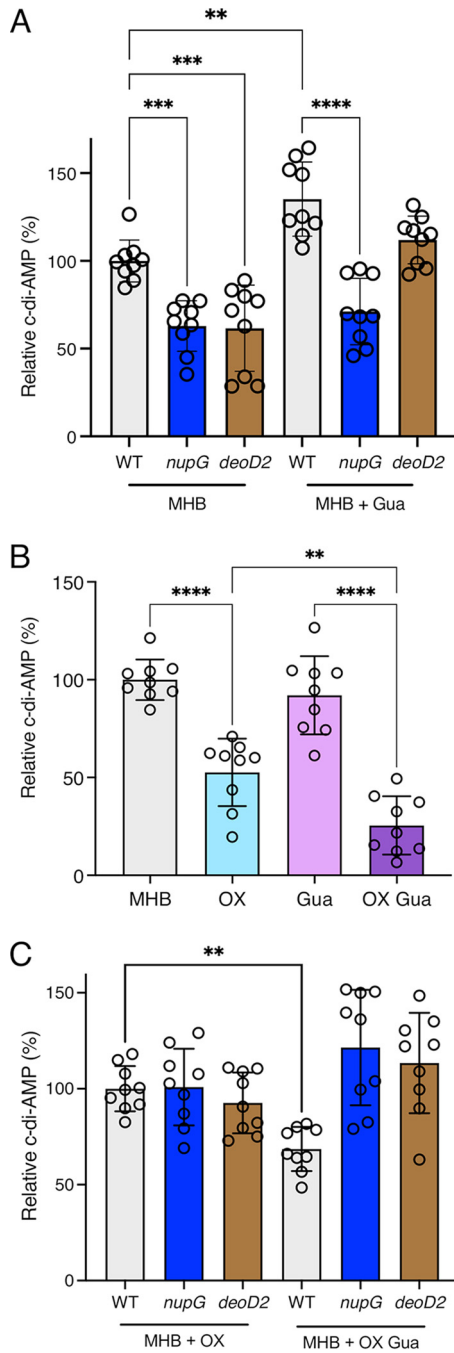 A
**
***
***
****
Relative c-di-AMP (%)
150
100
50
0
WT nupG deoD2 WT nupG deoD2
MHB MHB + Gua
B
**
****
****
Relative c-di-AMP (%)
150
100
50
0
MHB OX Gua OX Gua
C
**
Relative c-di-AMP (%)
150
100
50
0
WT nupG deoD2 WT nupG deoD2
MHB + OX MHB + OX Gua